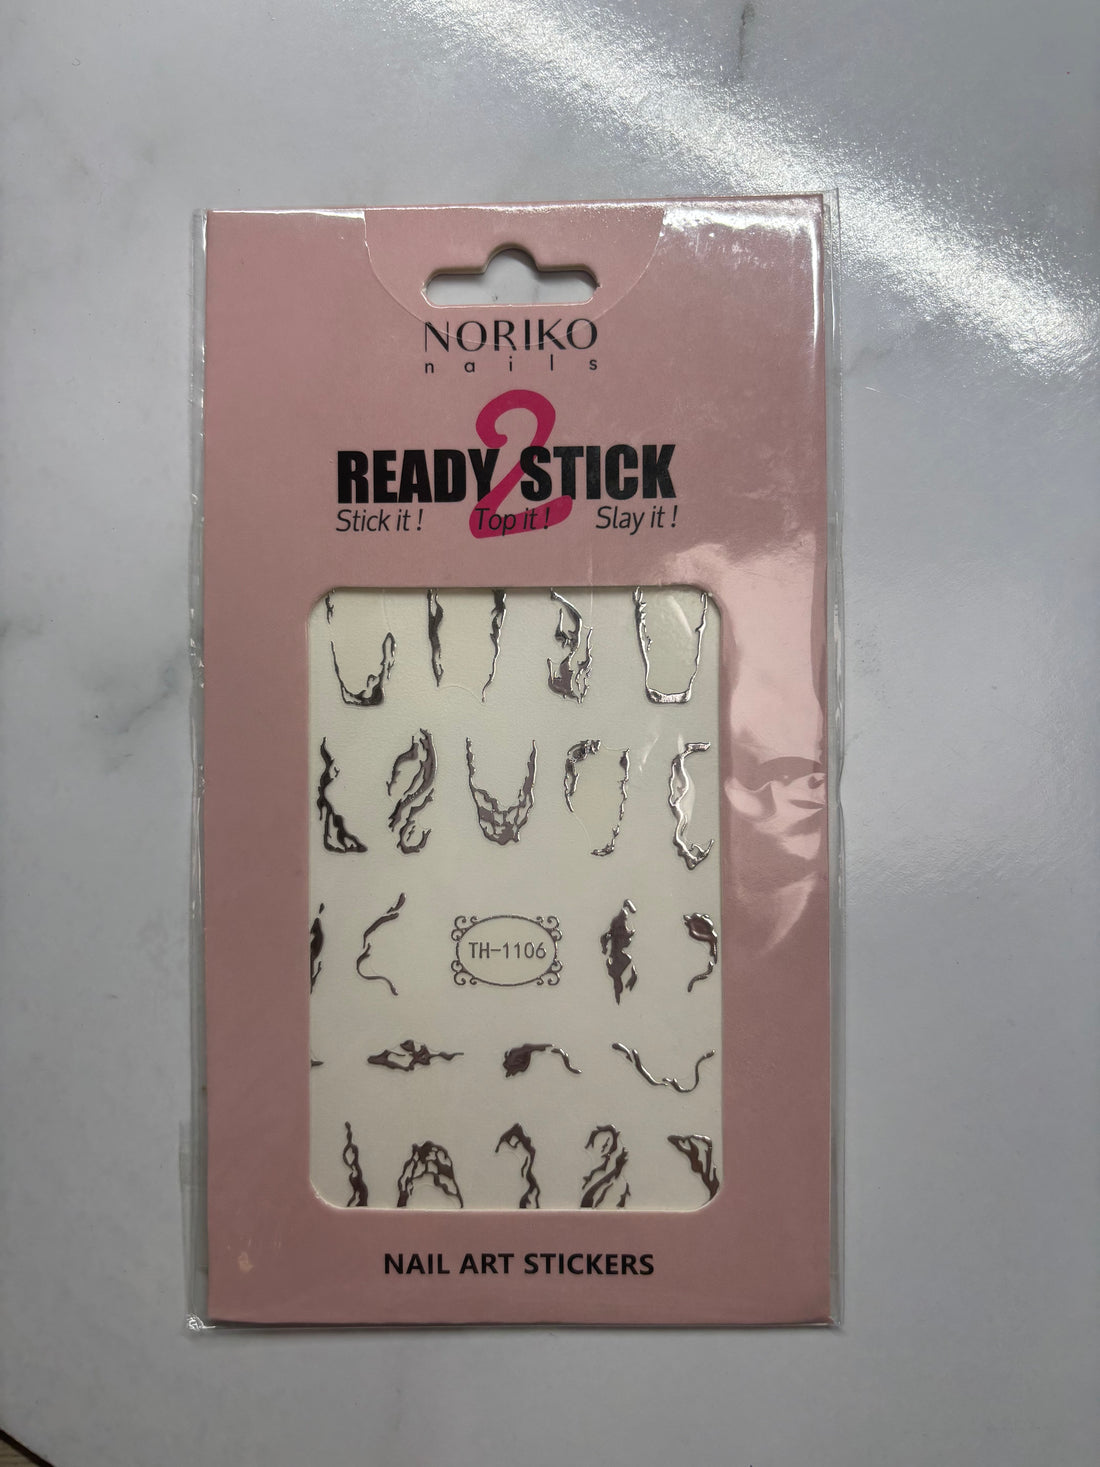 NORIKO
nails
READY 2 STICK
Stick it! Top it! Slay it!
TH-1106
NAIL ART STICKERS